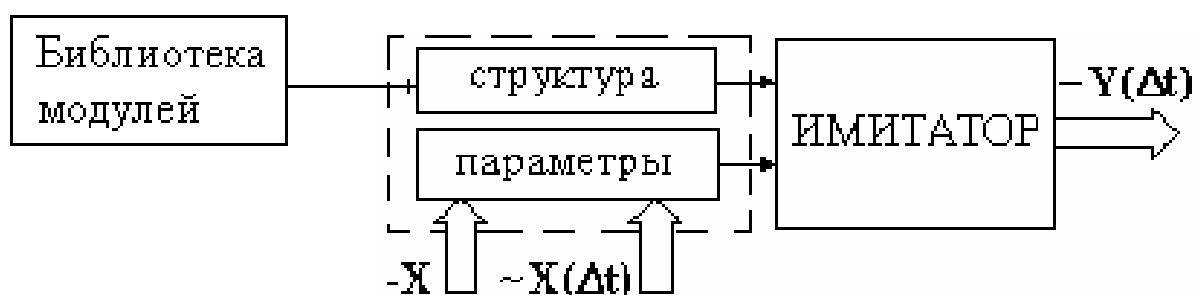 Библиотека
модулей
структура
параметры
ИМИТАТОР
– Y(Δt)
-X
~X(Δt)